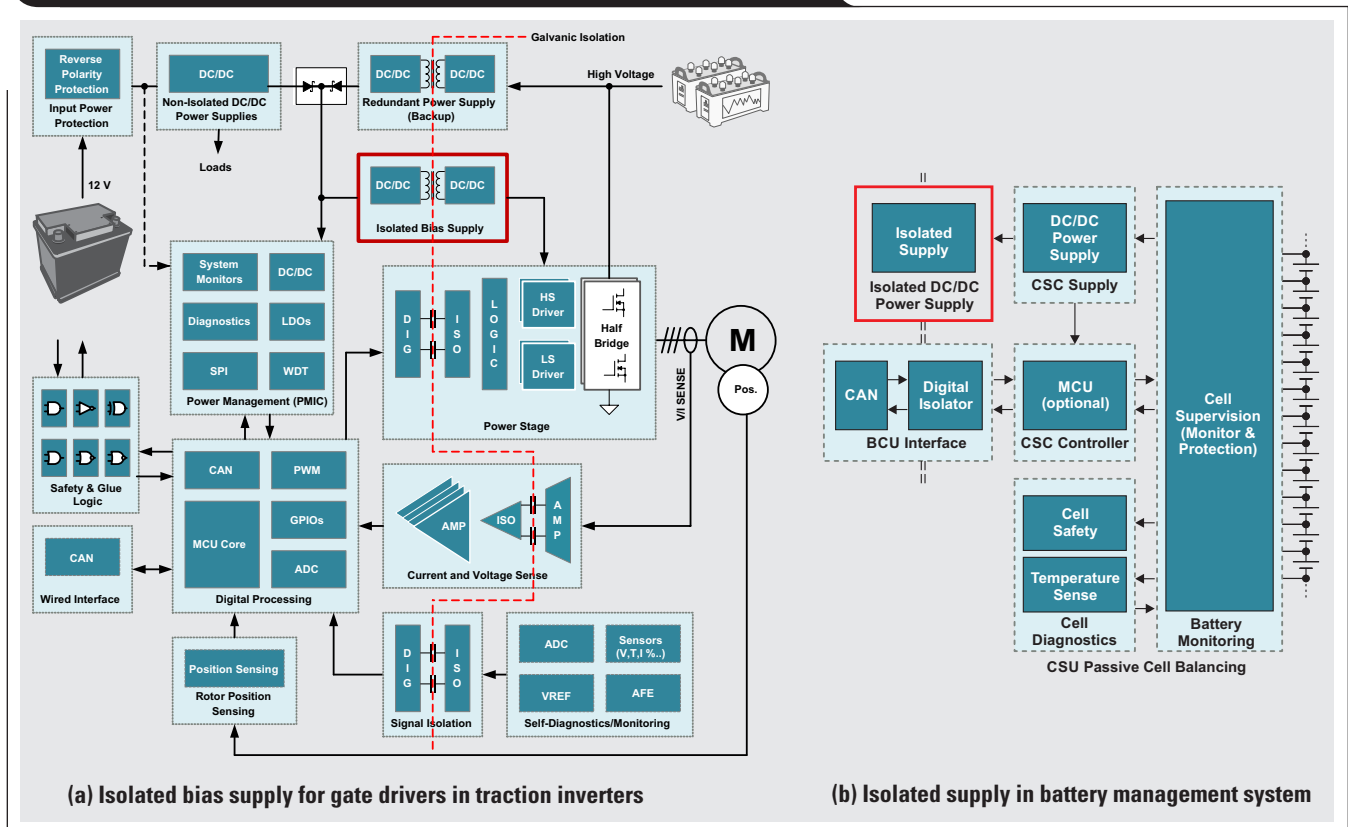 Galvanic Isolation
Reverse
Polarity
Protection
Input Power
Protection
DC/DC
Non-Isolated DC/DC
Power Supplies
Loads
DC/DC
DC/DC
Redundant Power Supply
(Backup)
High Voltage
12 V
DC/DC
DC/DC
Isolated Bias Supply
System
Monitors
DC/DC
Diagnostics
LDOs
SPI
WDT
Power Management (PMIC)
DIG
ISO
LOGIC
HS
Driver
LS
Driver
Half
Bridge
Power Stage
M
Pos.
V/I SENSE
Safety & Glue
Logic
CAN
PWM
MCU Core
GPIOs
ADC
Digital Processing
CAN
Wired Interface
AMP
ISO
AMP
Current and Voltage Sense
Position Sensing
Rotor Position
Sensing
DIG
ISO
Signal Isolation
ADC
Sensors
(V,T,I %..)
VREF
AFE
Self-Diagnostics/Monitoring
(a) Isolated bias supply for gate drivers in traction inverters
Isolated
Supply
Isolated DC/DC
Power Supply
DC/DC
Power
Supply
CSC Supply
CAN
Digital
Isolator
BCU Interface
MCU
(optional)
CSC Controller
Cell
Supervision
(Monitor &
Protection)
Cell
Safety
Temperature
Sense
Cell
Diagnostics
Battery
Monitoring
CSU Passive Cell Balancing
(b) Isolated supply in battery management system